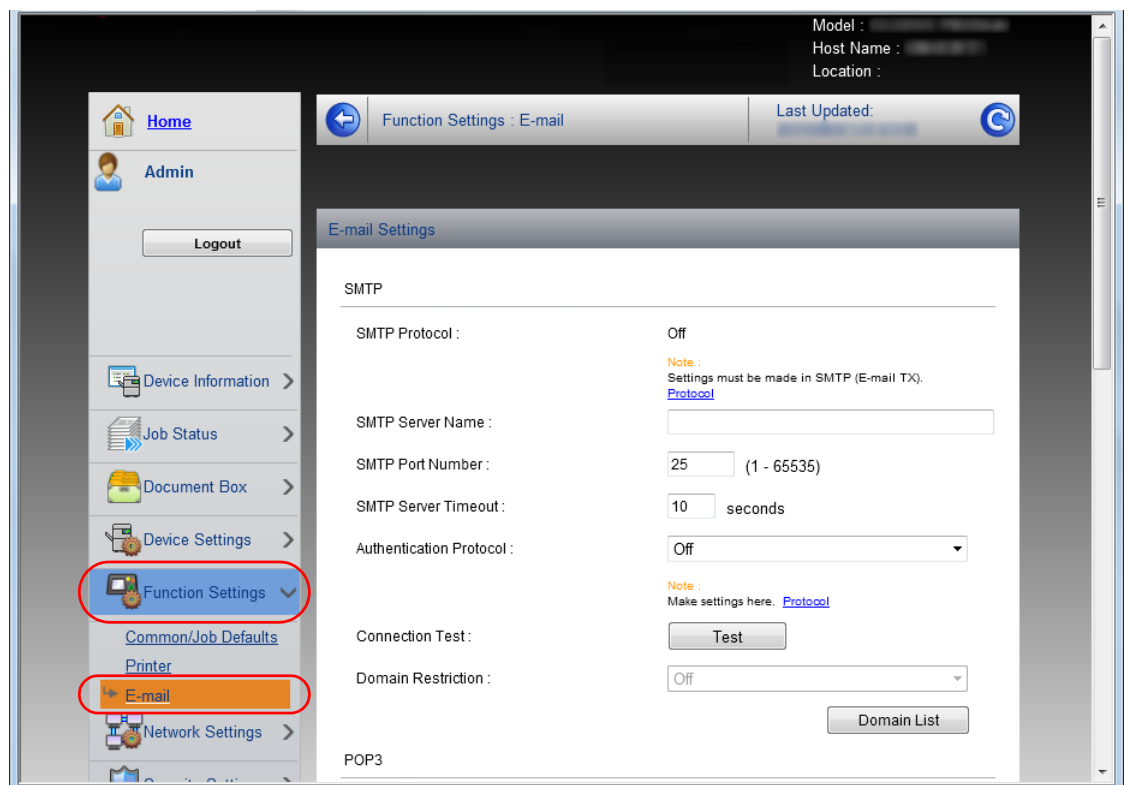 Model :
Host Name :
Location :
Home
Admin
Logout
Device Information
Job Status
Document Box
Device Settings
Function Settings
Common/Job Defaults
Printer
E-mail
Network Settings
Function Settings : E-mail
Last Updated:
E-mail Settings
SMTP
SMTP Protocol : Off
Note :
Settings must be made in SMTP (E-mail TX).
Protocol
SMTP Server Name :
SMTP Port Number : 25 (1 - 65535)
SMTP Server Timeout : 10 seconds
Authentication Protocol : Off
Note :
Make settings here. Protocol
Connection Test : Test
Domain Restriction : Off
Domain List
POP3